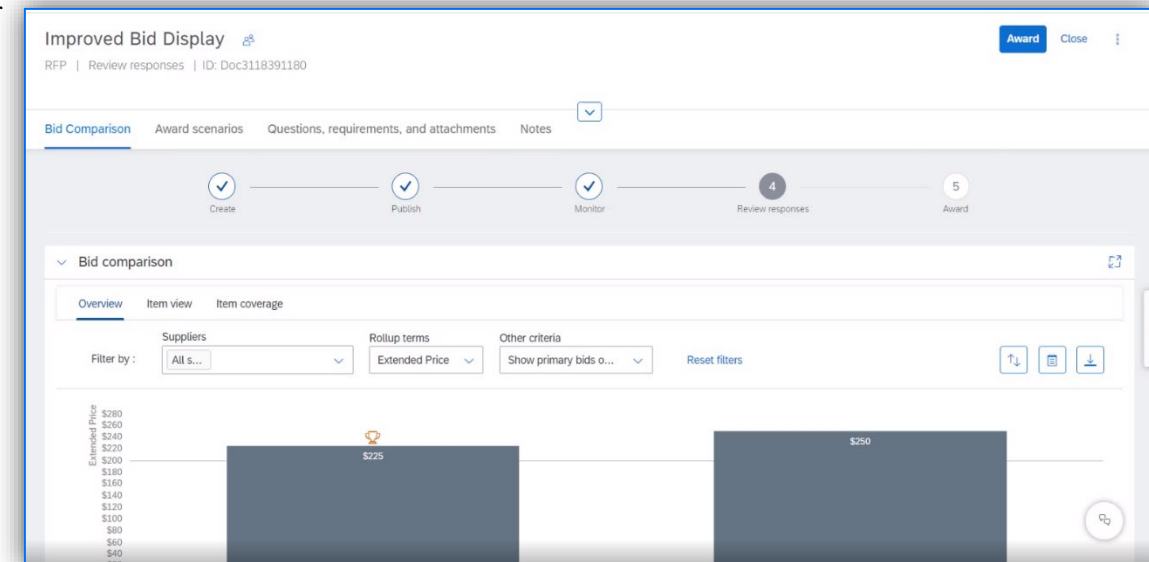 Improved Bid Display
Award Close
RFP | Review responses | ID: Doc3118391180
Bid Comparison Award scenarios Questions, requirements, and attachments Notes
4 5
Create Publish Monitor Review responses Award
Bid comparison
Overview Item view Item coverage
Suppliers Rollup terms Other criteria
Filter by : All s... Extended Price Show primary bids o... Reset filters
Extended Price
$280
$260
$240
$220
$200
$180
$160
$140
$120
$100
$80
$60
$40
$225
$250